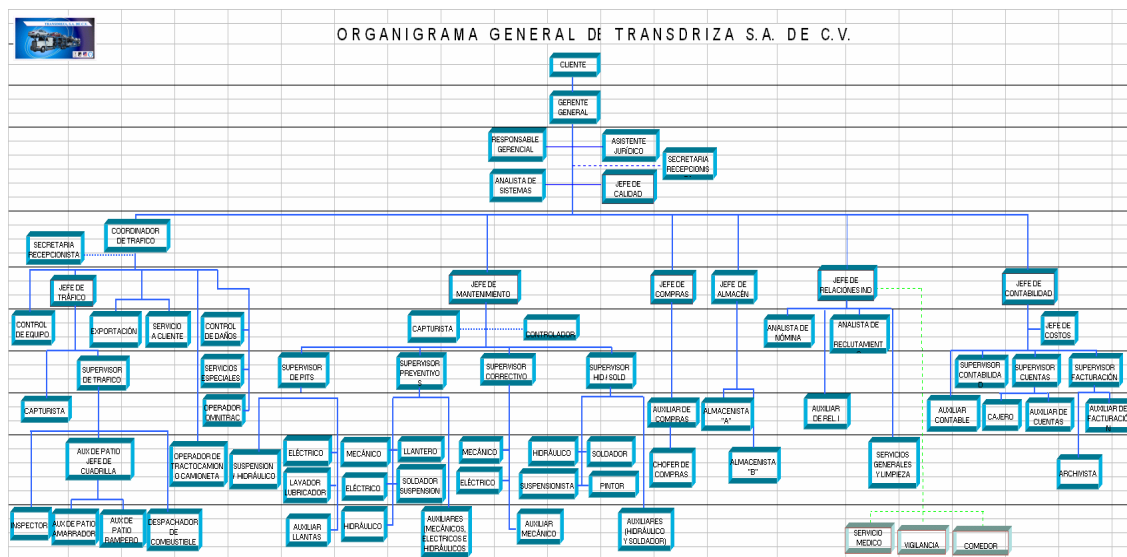 TRANSDRIZA S.A. DE C.V.
ORGANIGRAMA GENERAL DE TRANSDRIZA S.A. DE C.V.
CLIENTE
GERENTE
GENERAL
RESPONSABLE
GERENCIAL
ASISTENTE
JURÍDICO
SECRETARIA
RECEPCIONIS
ANALISTA DE
SISTEMAS
JEFE DE
CALIDAD
COORDINADOR
DE TRAFICO
SECRETARIA
RECEPCIONISTA
JEFE DE
TRÁFICO
JEFE DE
MANTENIMIENTO
JEFE DE
COMPRAS
JEFE DE
ALMACÉN
JEFE DE
RELACIONES IND
JEFE DE
CONTABILIDAD
CONTROL
DE EQUIPO
EXPORTACIÓN
SERVICIO
A CLIENTE
CONTROL
DE DAÑOS
CAPTURISTA
CONTROLADOR
ANALISTA DE
NÓMINA
ANALISTA DE
RECLUTAMIENT
JEFE DE
COSTOS
SUPERVISOR
DE TRAFICO
SERVICIOS
ESPECIALES
SUPERVISOR
DE PITS
SUPERVISOR
PREVENTIVO
S
SUPERVISOR
CORRECTIVO
SUPERVISOR
HID / SOLD
SUPERVISOR
CONTABILIDA
D
SUPERVISOR
CUENTAS
SUPERVISOR
FACTURACIÓN
CAPTURISTA
OPERADOR
OMNITRAC
AUXILIAR DE
COMPRAS
ALMACENISTA
"A"
AUXILIAR
DE REL. I
AUXILIAR
CONTABLE
CAJERO
AUXILIAR DE
CUENTAS
AUXILIAR DE
FACTURACIÓ
N
AUX DE PATIO
JEFE DE
CUADRILLA
OPERADOR DE
TRACTOCAMION
O CAMIONETA
SUSPENSION
Y HIDRÁULICO
ELÉCTRICO
MECÁNICO
LLANTERO
MECÁNICO
HIDRÁULICO
SOLDADOR
CHOFER DE
COMPRAS
ALMACENISTA
"B"
SERVICIOS
GENERALES
Y LIMPIEZA
ARCHIVISTA
LAVADOR
LUBRICADOR
ELÉCTRICO
SOLDADOR
SUSPENSION
ELÉCTRICO
SUSPENSIONISTA
PINTOR
INSPECTOR
AUX DE PATIO
AMARRADOR
AUX DE
PATIO
RAMPERO
DESPACHADOR
DE
COMBUSTIBLE
AUXILIAR
LLANTAS
HIDRÁULICO
AUXILIARES
(MECÁNICOS,
ELECTRICOS E
HIDRÁULICOS
AUXILIAR
MECÁNICO
AUXILIARES
(HIDRÁULICO
Y SOLDADOR)
SERVICIO
MEDICO
VIGILANCIA
COMEDOR